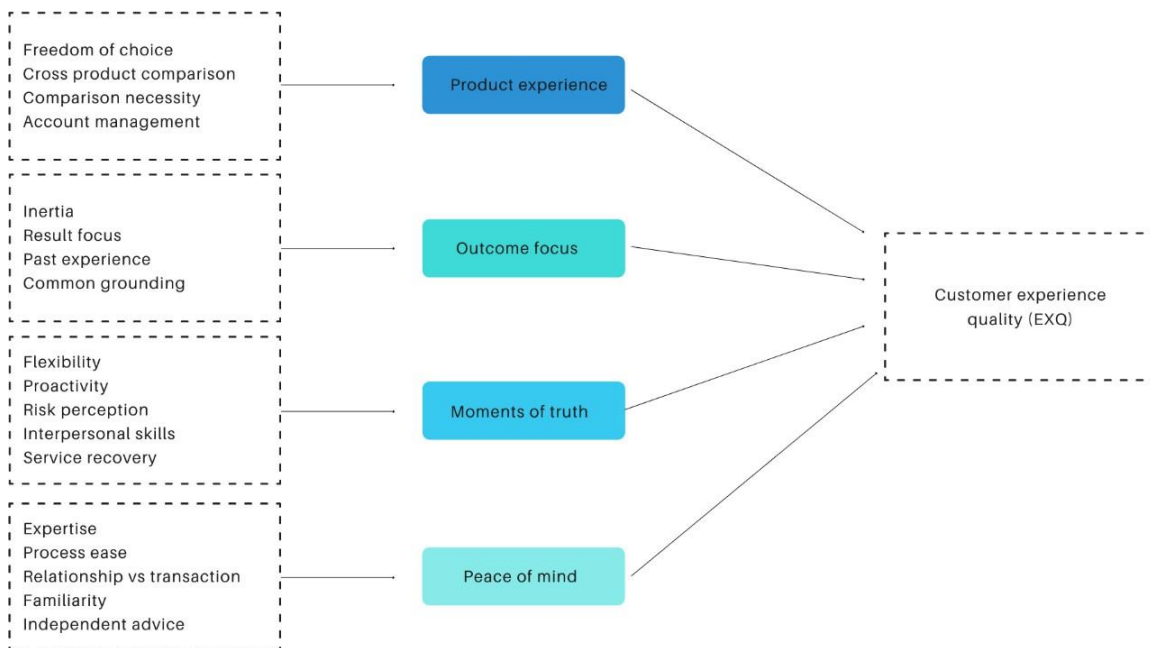 Freedom of choice
Cross product comparison
Comparison necessity
Account management
Product experience
Inertia
Result focus
Past experience
Common grounding
Outcome focus
Customer experience
quality (EXQ)
Flexibility
Proactivity
Risk perception
Interpersonal skills
Service recovery
Moments of truth
Expertise
Process ease
Relationship vs transaction
Familiarity
Independent advice
Peace of mind